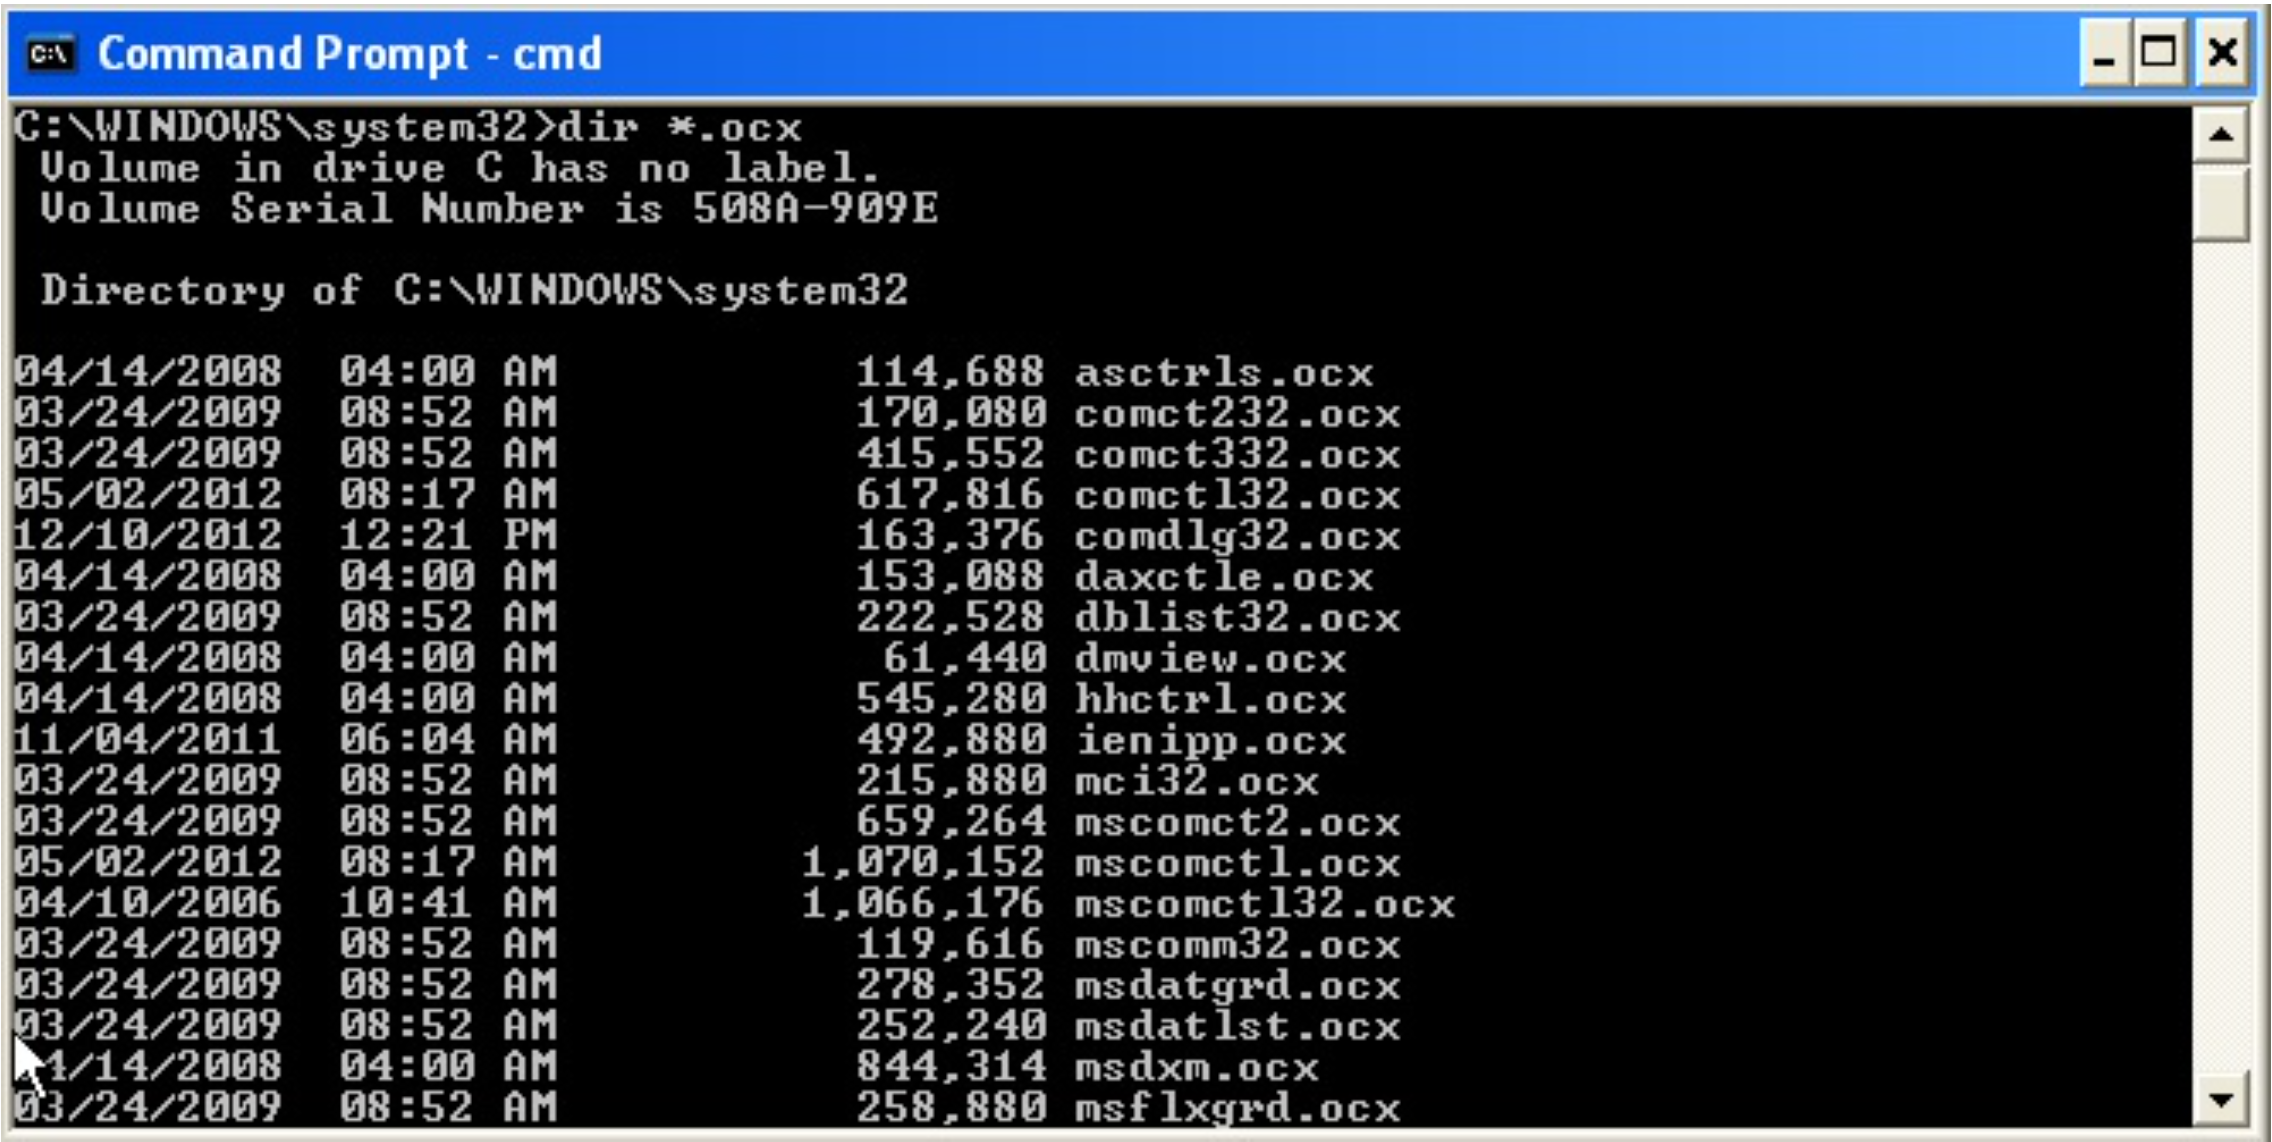 C:\ Command Prompt - cmd
C:\WINDOWS\system32>dir *.ocx
Volume in drive C has no label.
Volume Serial Number is 508A-909E
Directory of C:\WINDOWS\system32
04/14/2008 04:00 AM 114,688 asctrls.ocx
03/24/2009 08:52 AM 170,080 comct232.ocx
03/24/2009 08:52 AM 415,552 comct332.ocx
05/02/2012 08:17 AM 617,816 comctl32.ocx
12/10/2012 12:21 PM 163,376 comdlg32.ocx
04/14/2008 04:00 AM 153,088 daxctle.ocx
03/24/2009 08:52 AM 222,528 dblist32.ocx
04/14/2008 04:00 AM 61,440 dmview.ocx
04/14/2008 04:00 AM 545,280 hhctrl.ocx
11/04/2011 06:04 AM 492,880 ienipp.ocx
03/24/2009 08:52 AM 215,880 mci32.ocx
03/24/2009 08:52 AM 659,264 mscomct2.ocx
05/02/2012 08:17 AM 1,070,152 mscomctl.ocx
04/10/2006 10:41 AM 1,066,176 mscomctl32.ocx
03/24/2009 08:52 AM 119,616 mscomm32.ocx
03/24/2009 08:52 AM 278,352 msdatgrd.ocx
03/24/2009 08:52 AM 252,240 msdatlst.ocx
04/14/2008 04:00 AM 844,314 msdxm.ocx
03/24/2009 08:52 AM 258,880 msflxgrd.ocx